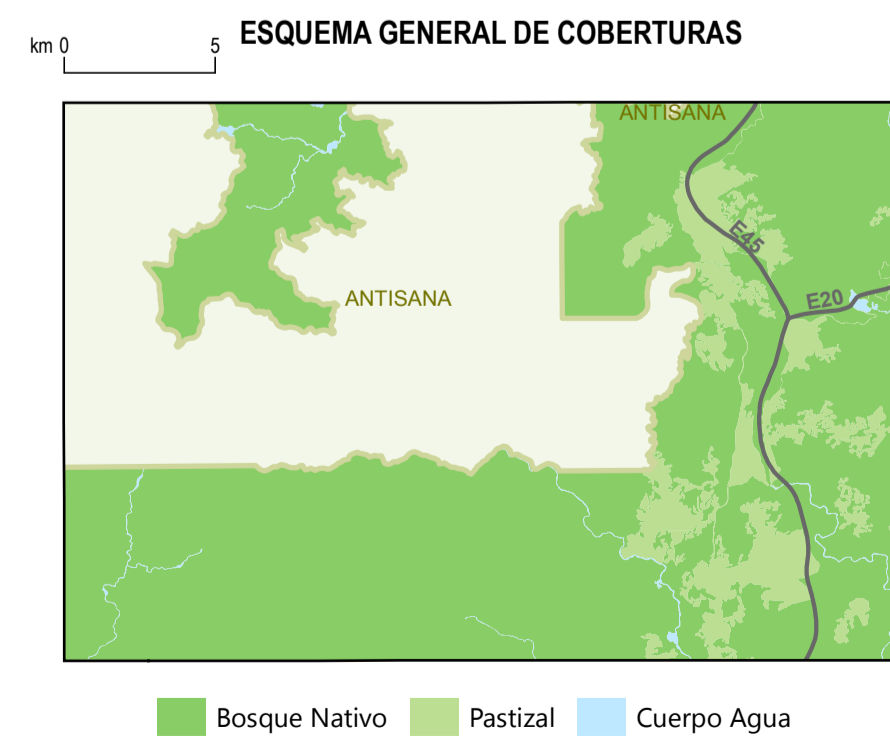 ESQUEMA GENERAL DE COBERTURAS
km 0 5
ANTISANA
E45
E20
ANTISANA
Bosque Nativo Pastizal Cuerpo Agua